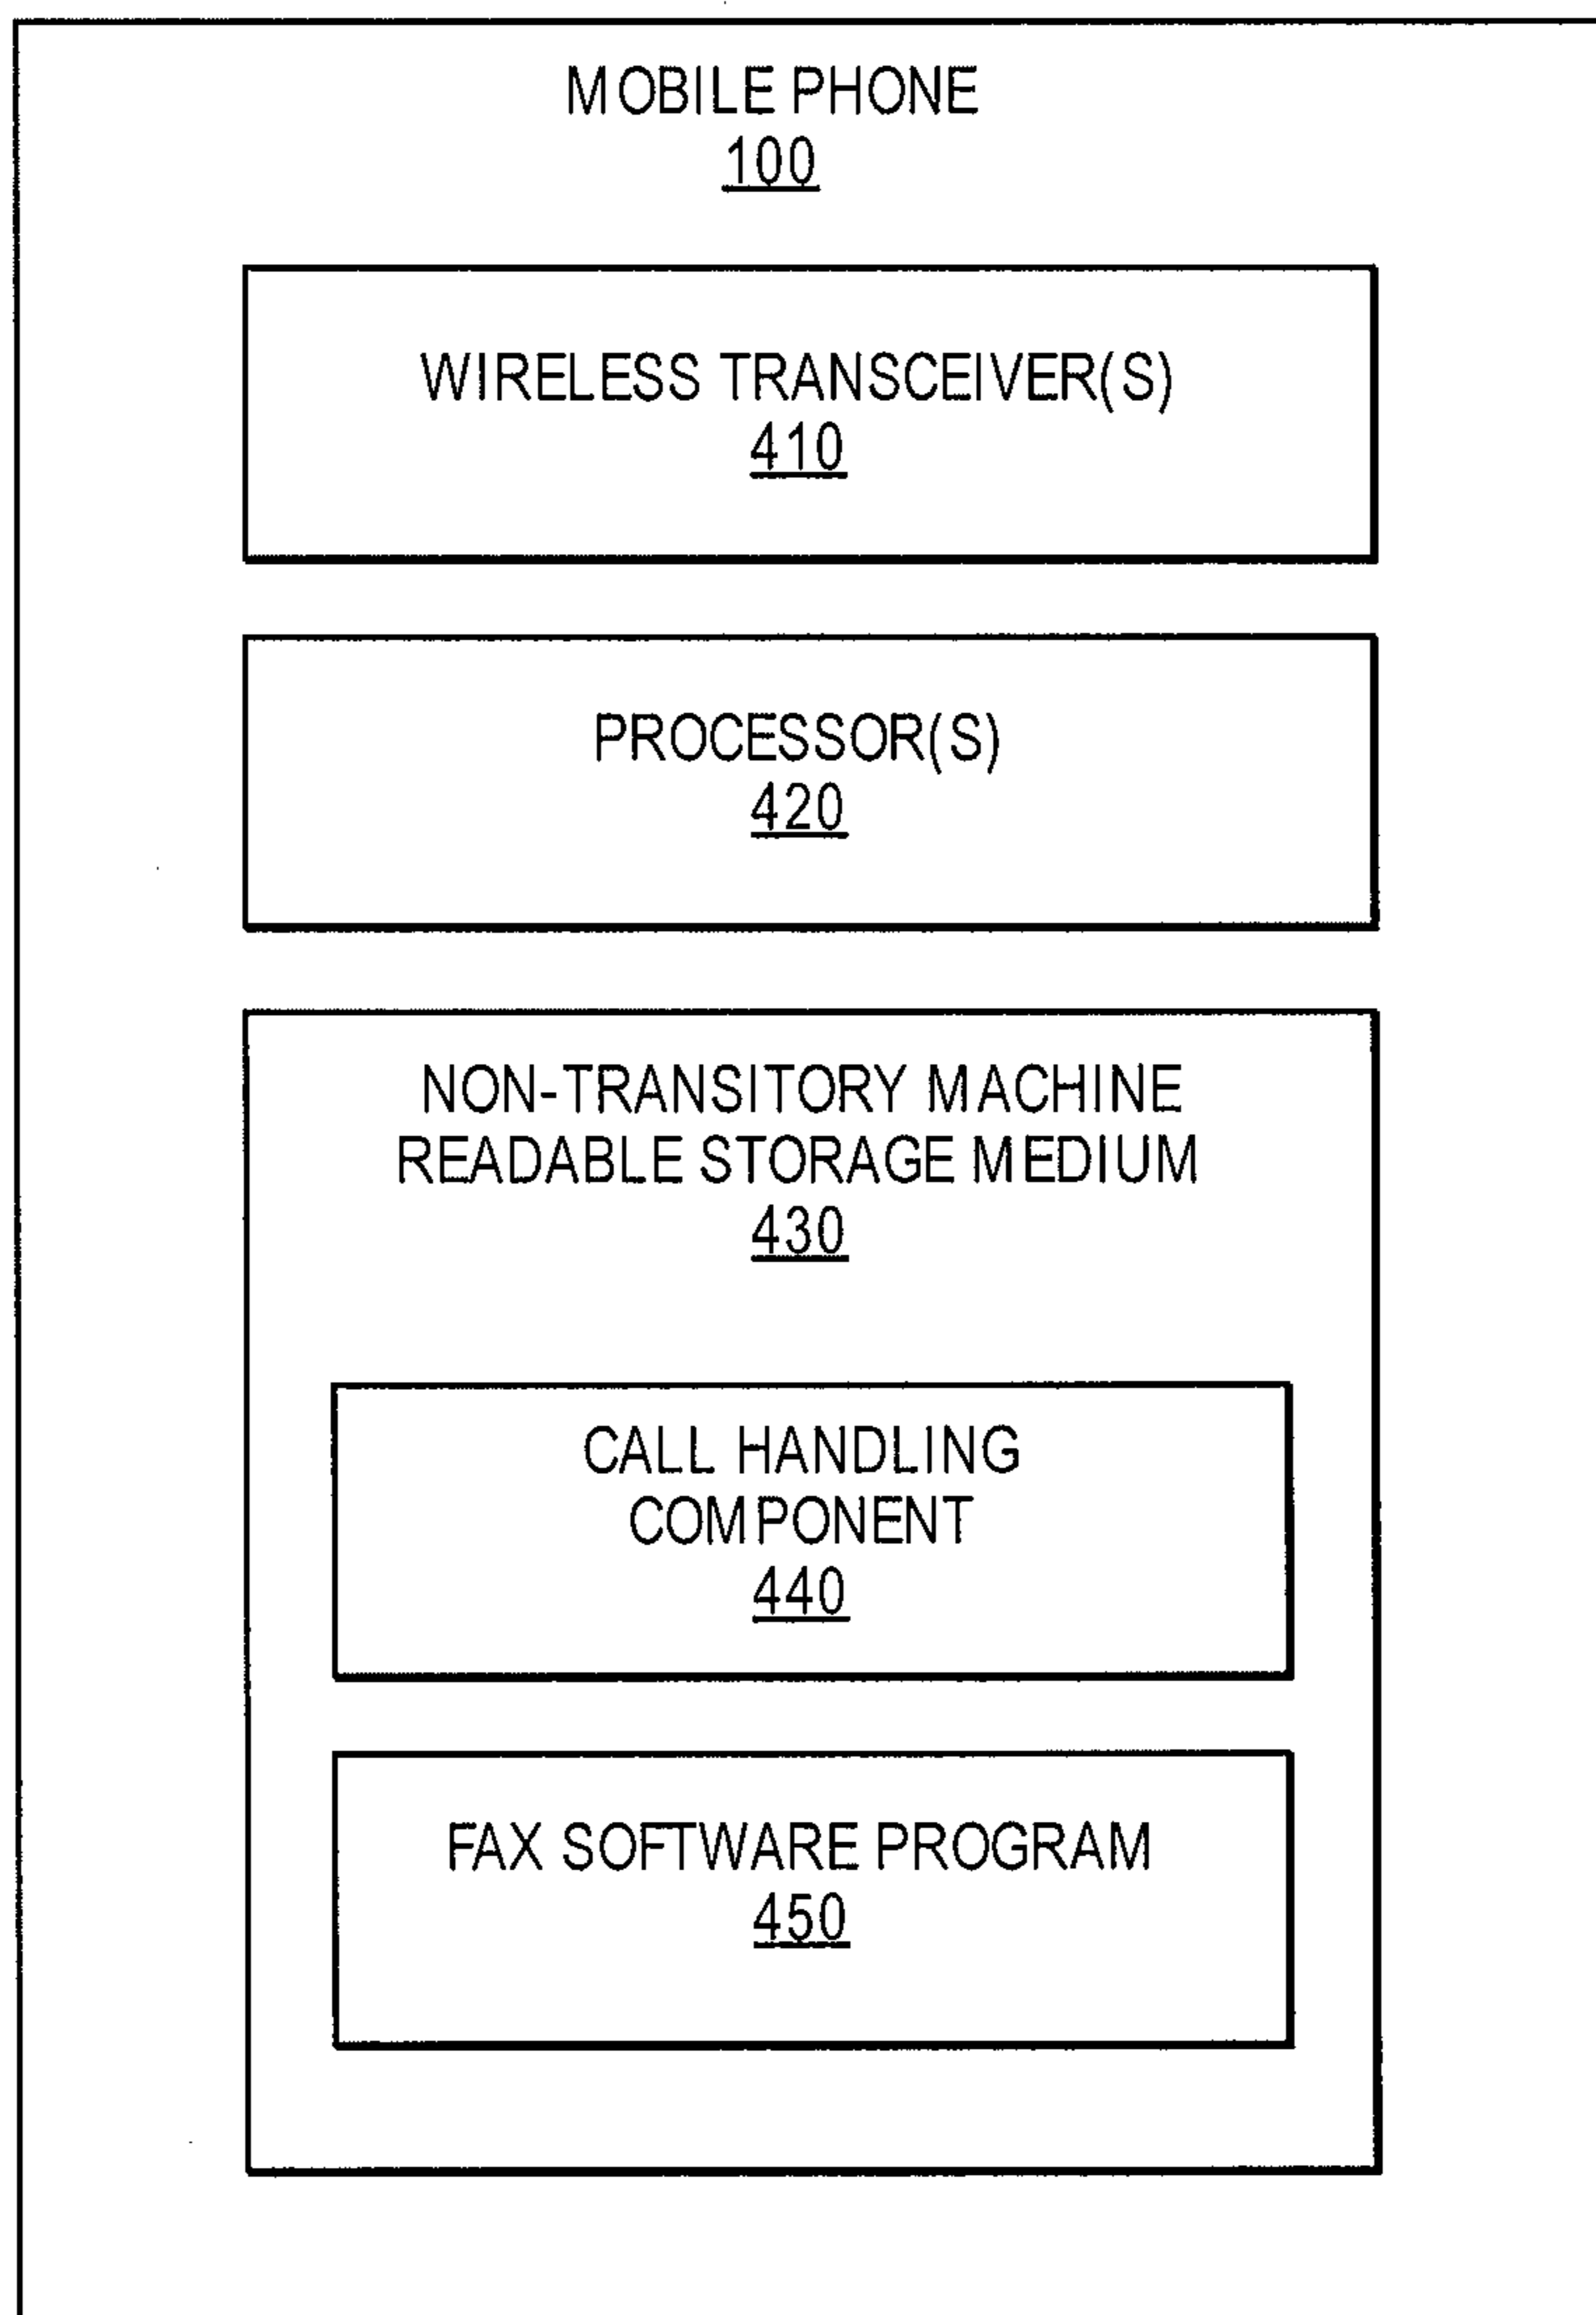 MOBILE PHONE
100
WIRELESS TRANSCEIVER(S)
410
PROCESSOR(S)
420
NON-TRANSITORY MACHINE
READABLE STORAGE MEDIUM
430
CALL HANDLING
COMPONENT
440
FAX SOFTWARE PROGRAM
450